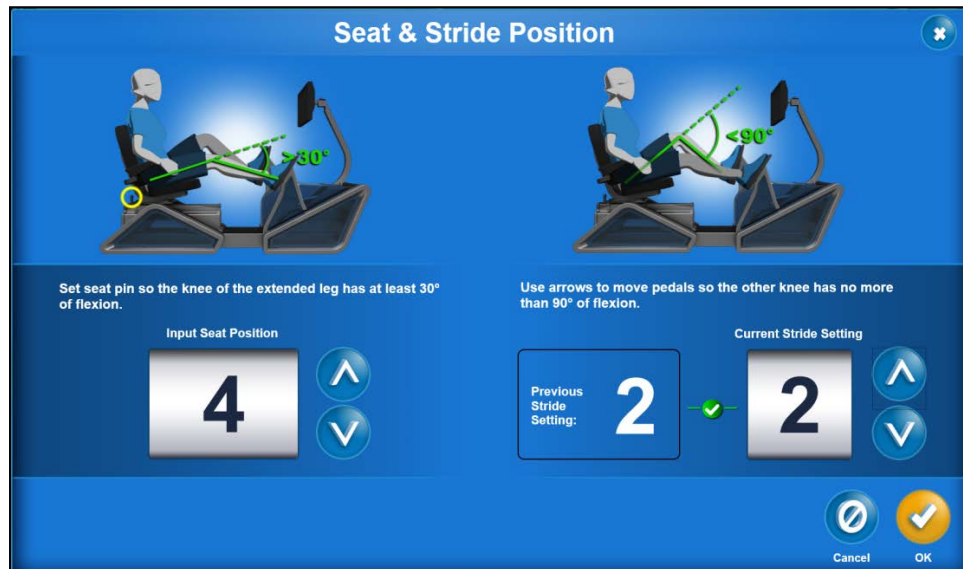 Seat & Stride Position
>30°
<90°
Set seat pin so the knee of the extended leg has at least 30º
of flexion.
Use arrows to move pedals so the other knee has no more
than 90º of flexion.
Input Seat Position
4
Previous
Stride
Setting:
2
Current Stride Setting
2
Cancel
OK